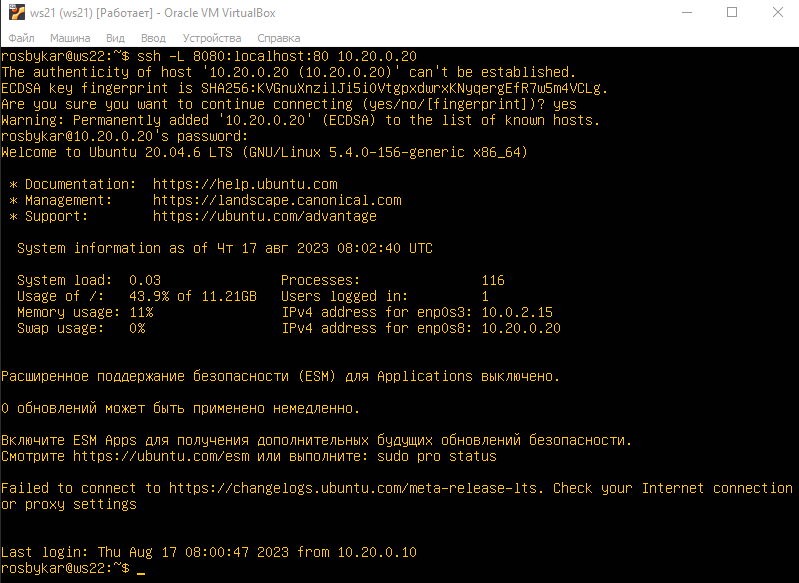 ws21 (ws21) [Работает] - Oracle VM VirtualBox
Файл Машина Вид Ввод Устройства Справка
rosbykar@ws22:~$ ssh -L 8080:localhost:80 10.20.0.20
The authenticity of host '10.20.0.20 (10.20.0.20)' can't be established.
ECDSA key fingerprint is SHA256:KVGnuXnzilJi5i0VtgpxdwrxKNyqergEfR7w5m4VCLg.
Are you sure you want to continue connecting (yes/no/[fingerprint])? yes
Warning: Permanently added '10.20.0.20' (ECDSA) to the list of known hosts.
rosbykar@10.20.0.20's password:
Welcome to Ubuntu 20.04.6 LTS (GNU/Linux 5.4.0-156-generic x86_64)
* Documentation: https://help.ubuntu.com
* Management: https://landscape.canonical.com
* Support: https://ubuntu.com/advantage
System information as of Чт 17 авг 2023 08:02:40 UTC
System load: 0.03 Processes: 116
Usage of /: 43.9% of 11.21GB Users logged in: 1
Memory usage: 11% IPv4 address for enp0s3: 10.0.2.15
Swap usage: 0% IPv4 address for enp0s8: 10.20.0.20
Расширенное поддержание безопасности (ESM) для Applications выключено.
0 обновлений может быть применено немедленно.
Включите ESM Apps для получения дополнительных будущих обновлений безопасности.
Смотрите https://ubuntu.com/esm или выполните: sudo pro status
Failed to connect to https://changelogs.ubuntu.com/meta-release-lts. Check your Internet connection
or proxy settings
Last login: Thu Aug 17 08:00:47 2023 from 10.20.0.10
rosbykar@ws22:~$ _